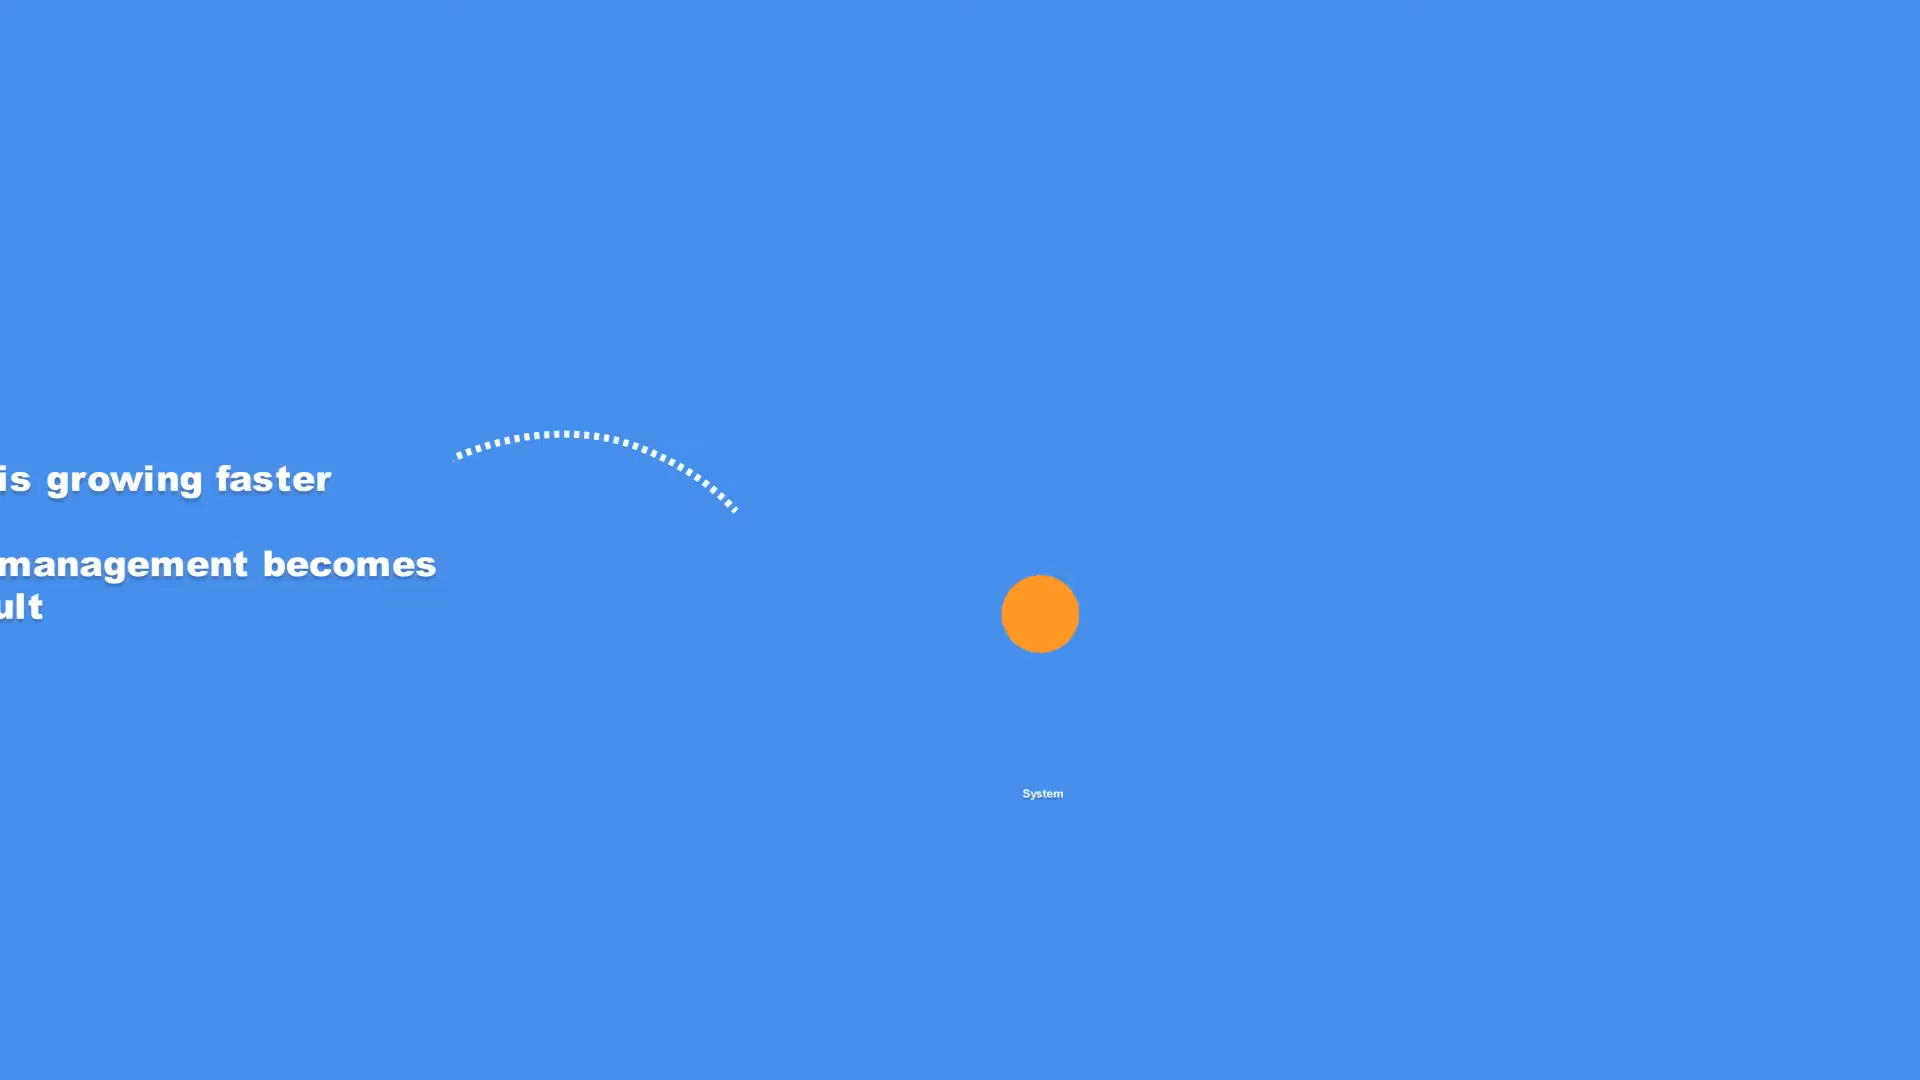 is growing faster
management becomes
ult
System